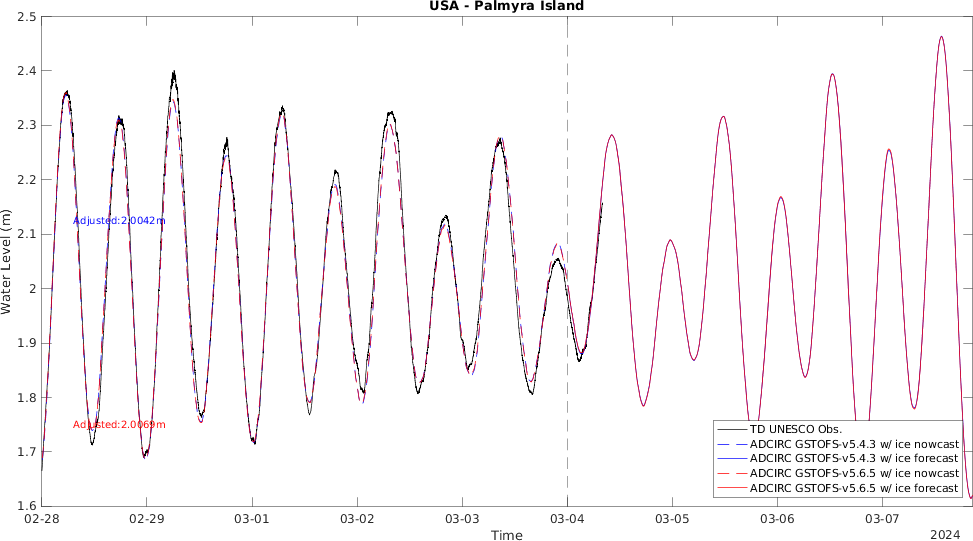 USA - Palmyra Island
2.5
2.4
2.3
2.2
2.1
2
1.9
1.8
1.7
1.6
Water Level (m)
Adjusted:2.0042m
Adjusted:2.0069m
TD UNESCO Obs.
ADCIRC GSTOFS-v5.4.3 w/ ice nowcast
ADCIRC GSTOFS-v5.4.3 w/ ice forecast
ADCIRC GSTOFS-v5.6.5 w/ ice nowcast
ADCIRC GSTOFS-v5.6.5 w/ ice forecast
02-28 02-29 03-01 03-02 03-03 03-04 03-05 03-06 03-07
Time
2024